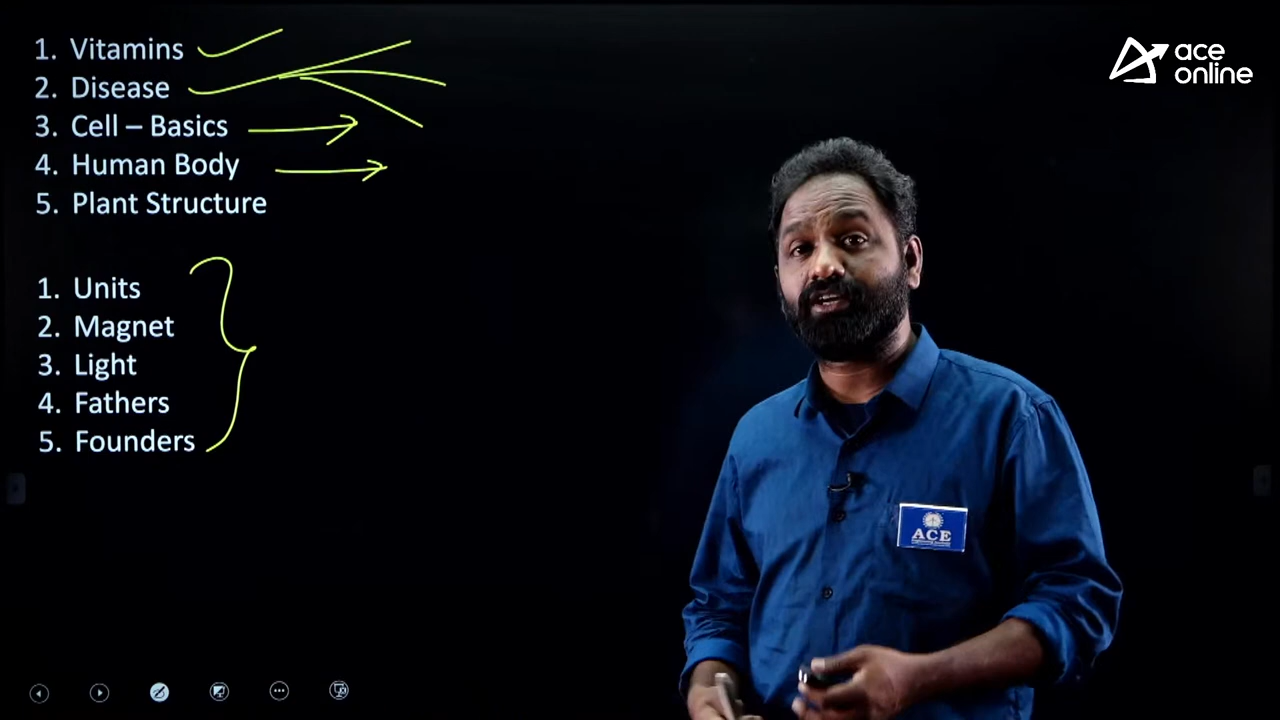 1. Vitamins
2. Disease
3. Cell – Basics
4. Human Body
5. Plant Structure
1. Units
2. Magnet
3. Light
4. Fathers
5. Founders
ace
online
ACE